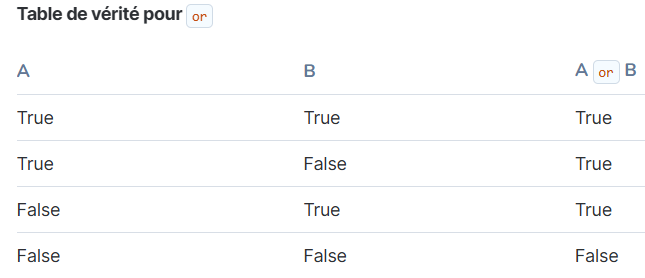 Table de vérité pour or
A B A or B
True True True
True False True
False True True
False False False